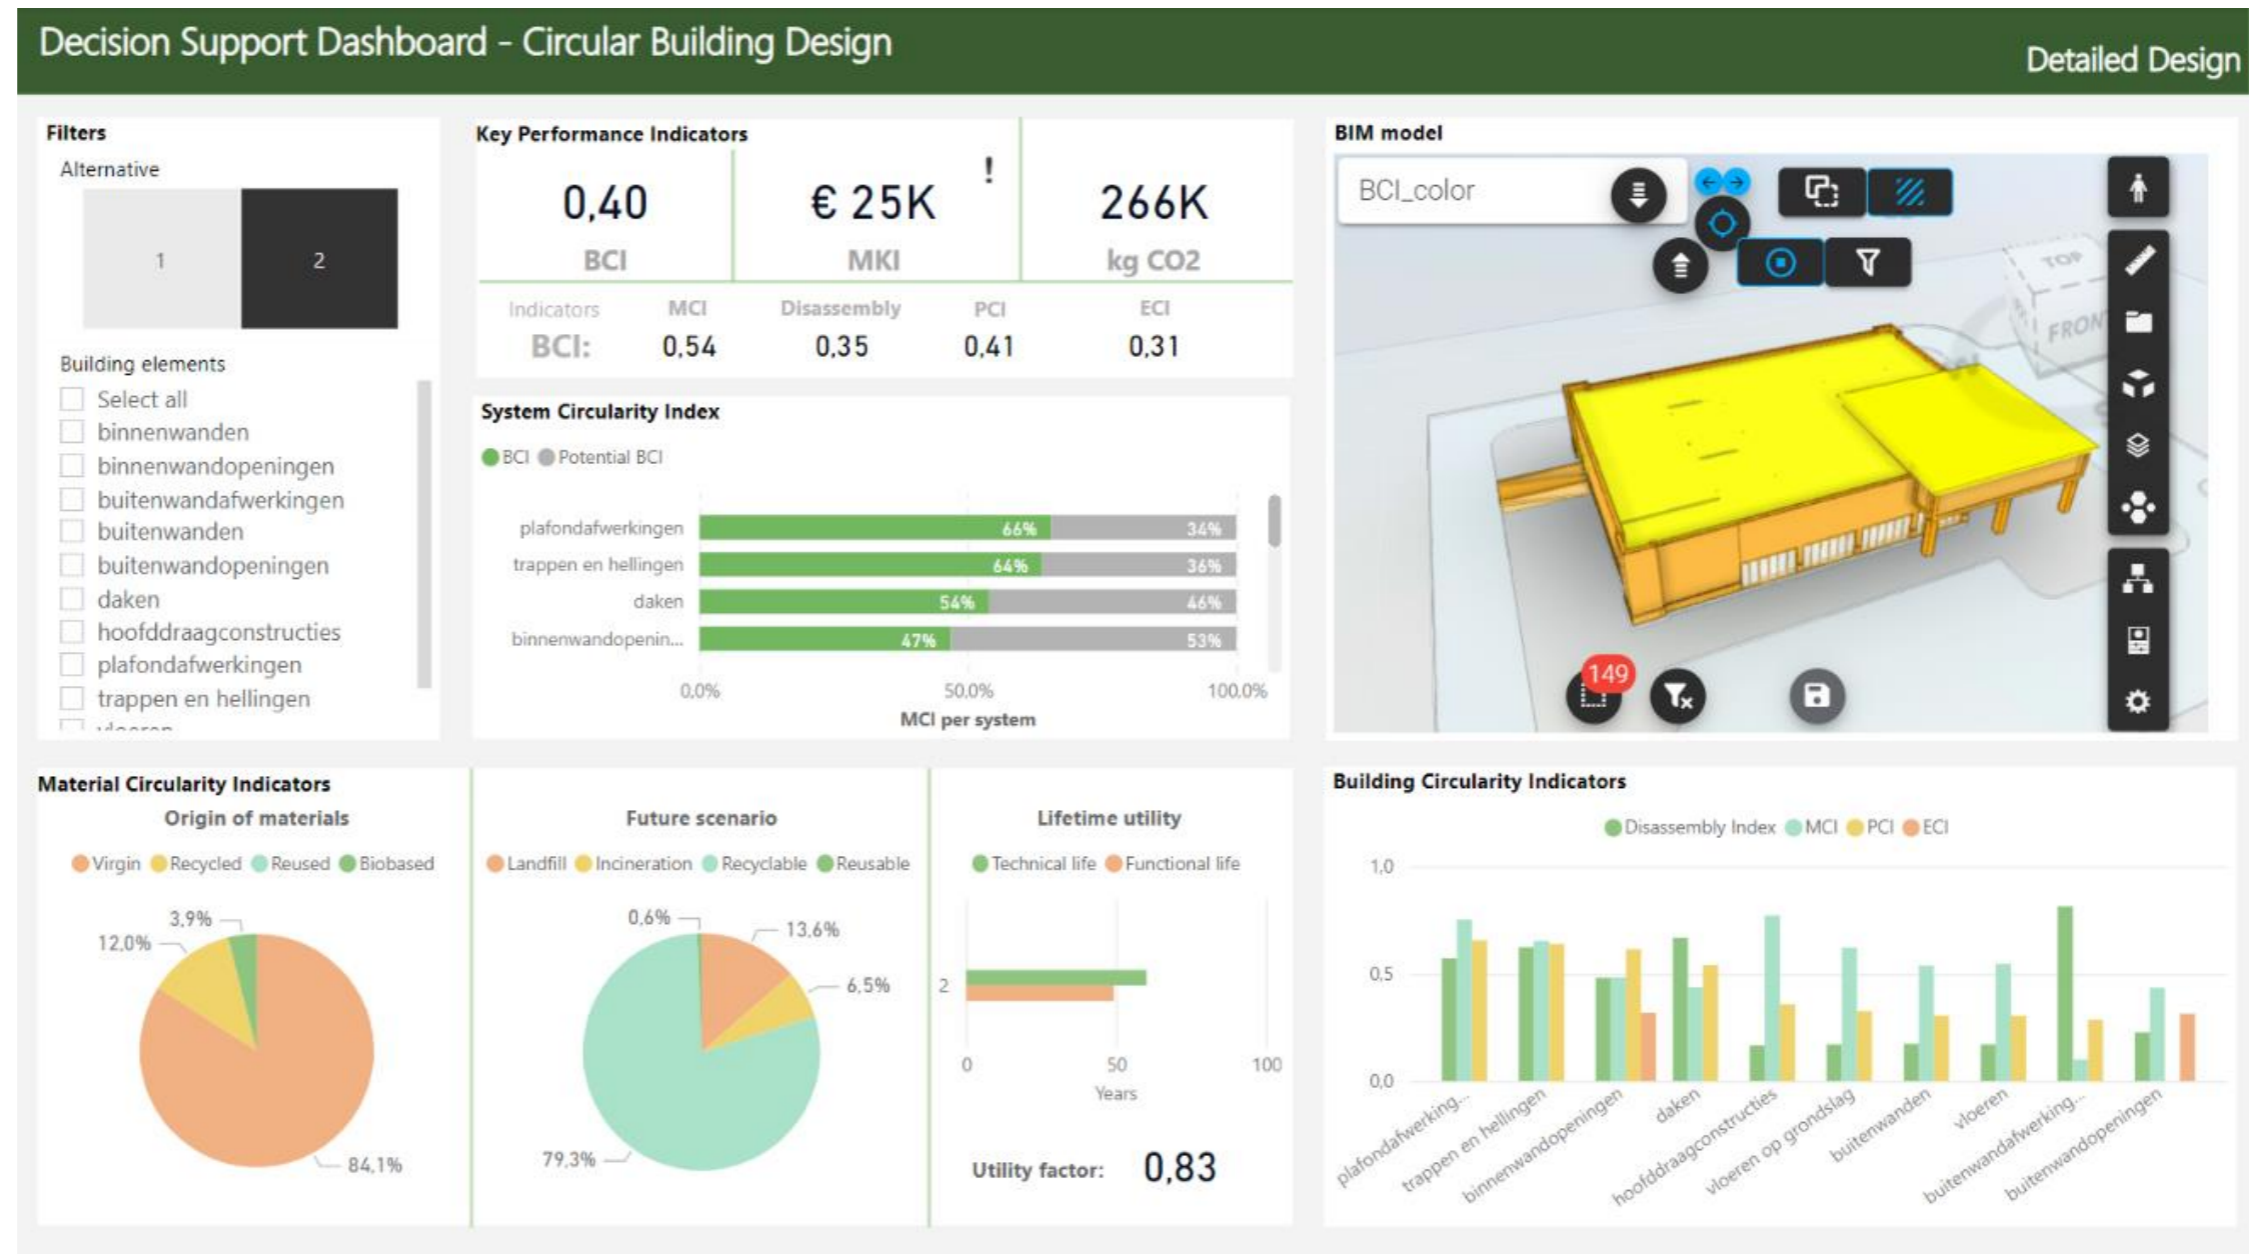 Decision Support Dashboard - Circular Building Design
Detailed Design
Filters
Alternative
1
2
Building elements
Select all
binnenwanden
binnenwandopeningen
buitenwandafwerkingen
buitenwanden
buitenwandopeningen
daken
hoofddraagconstructies
plafondafwerkingen
trappen en hellingen
Key Performance Indicators
!
0,40
€ 25K
266K
BCI
MKI
kg CO2
Indicators MCI Disassembly PCI ECI
BCI: 0,54 0,35 0,41 0,31
System Circularity Index
BCI Potential BCI
plafondafwerkingen 66% 34%
trappen en hellingen 64% 36%
daken 54% 46%
binnenwandopenin... 47% 53%
0,0% 50,0% 100,0%
MCI per system
BIM model
BCI_color
TOP
FRON
149
Material Circularity Indicators
Origin of materials
Virgin Recycled Reused Biobased
3,9%
12,0%
84,1%
Future scenario
Landfill Incineration Recyclable Reusable
0,6%
13,6%
6,5%
79,3%
Lifetime utility
Technical life Functional life
2
0 50 100
Years
Utility factor: 0,83
Building Circularity Indicators
Disassembly Index MCI PCI ECI
1,0
0,5
0,0
plafondafwerking...
trappen en hellingen
binnenwandopeningen
daken
hoofddraagconstructies
vloeren op grondslag
buitenwanden
vloeren
buitenwandafwerking...
buitenwandopeningen